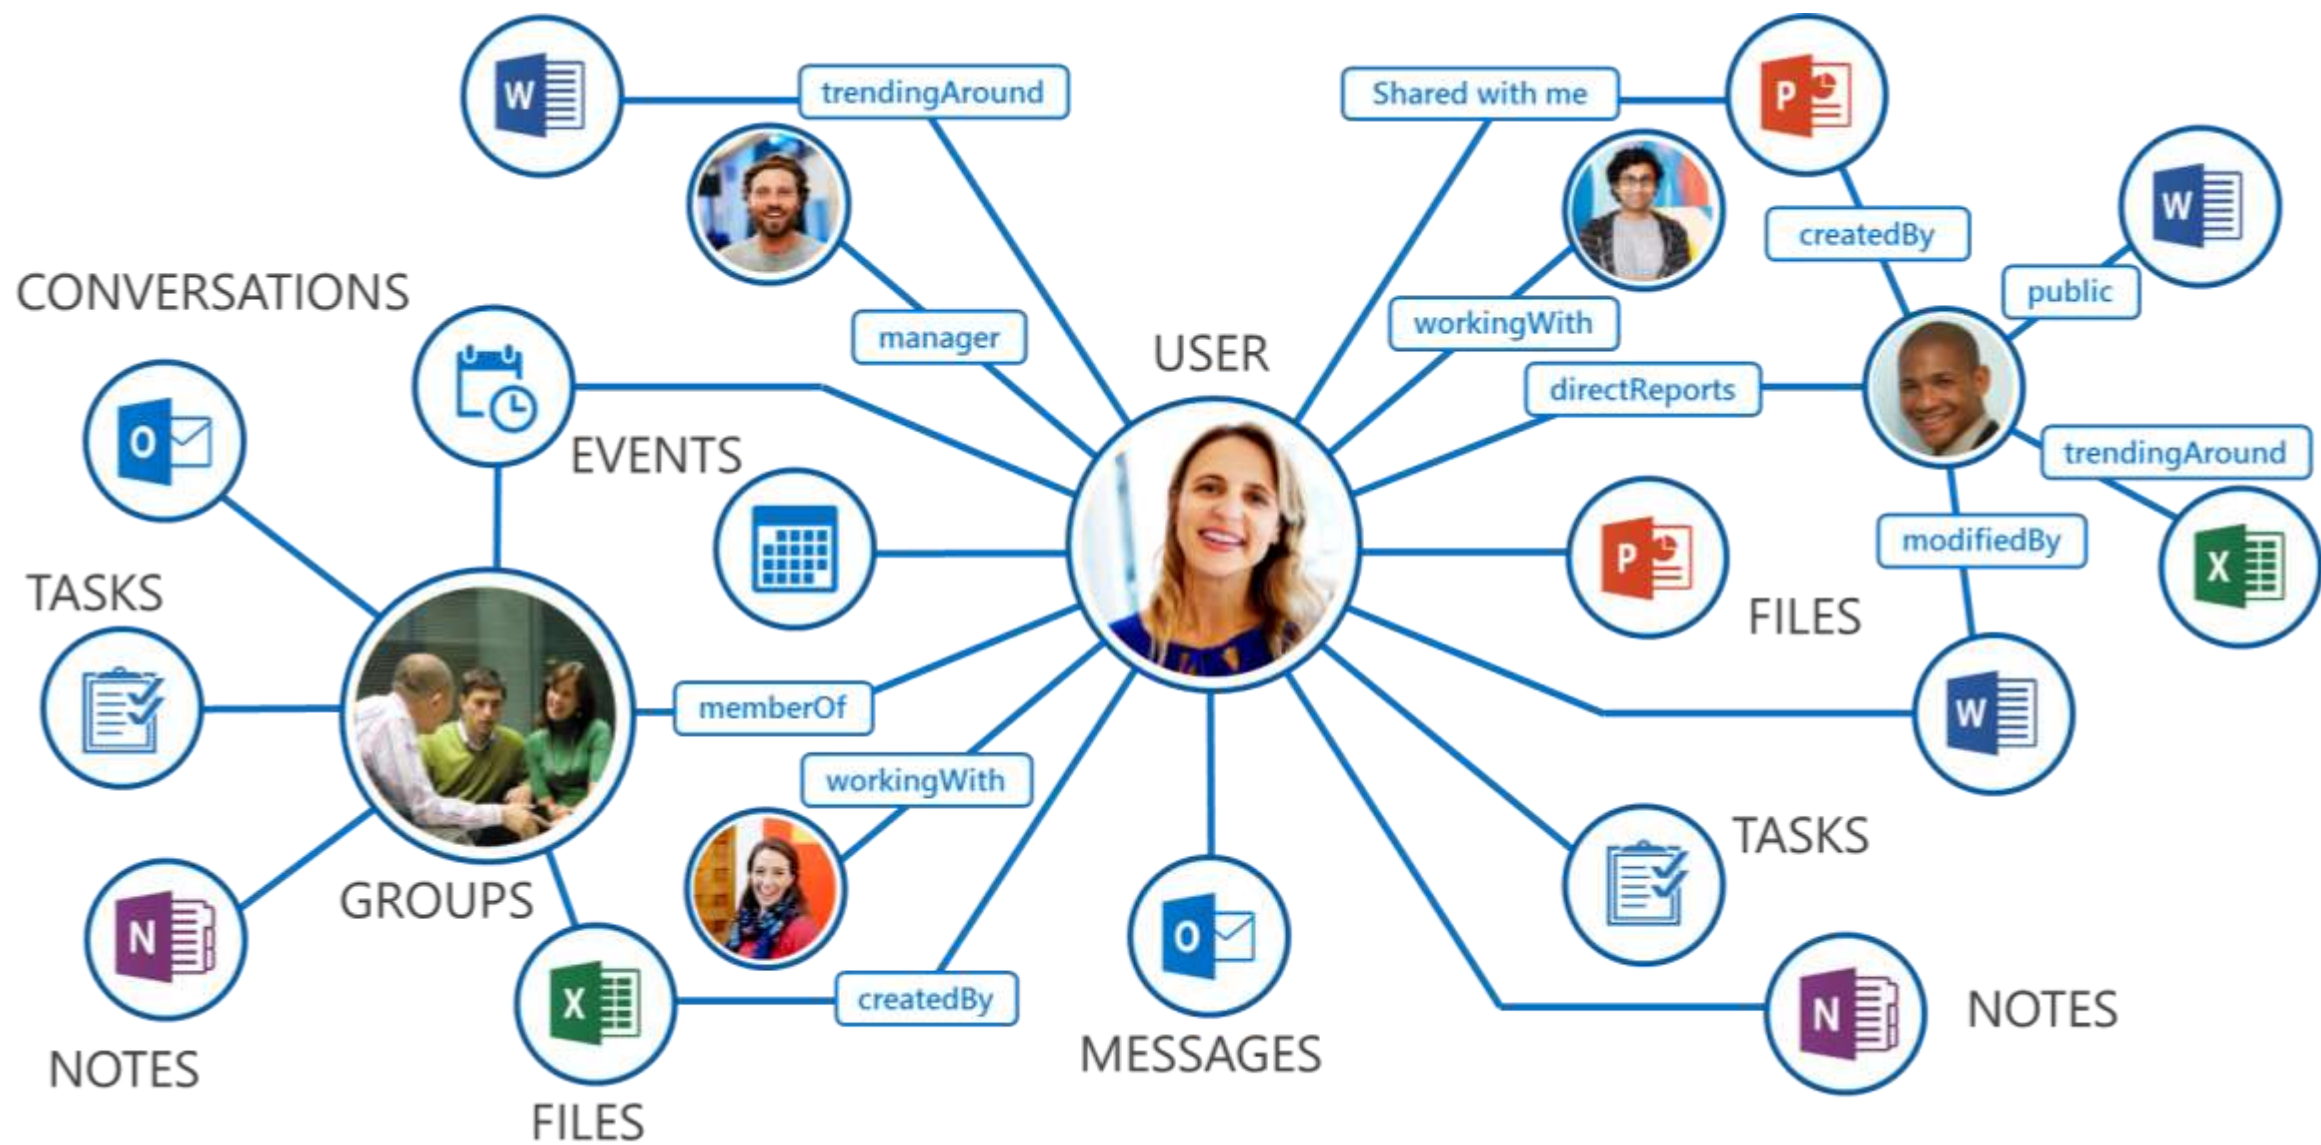 W
trendingAround
Shared with me
P
W
createdBy
public
CONVERSATIONS
manager
workingWith
USER
directReports
O
EVENTS
trendingAround
TASKS
P
modifiedBy
X
FILES
memberOf
W
workingWith
TASKS
GROUPS
N
O
NOTES
X
createdBy
N
NOTES
MESSAGES
FILES